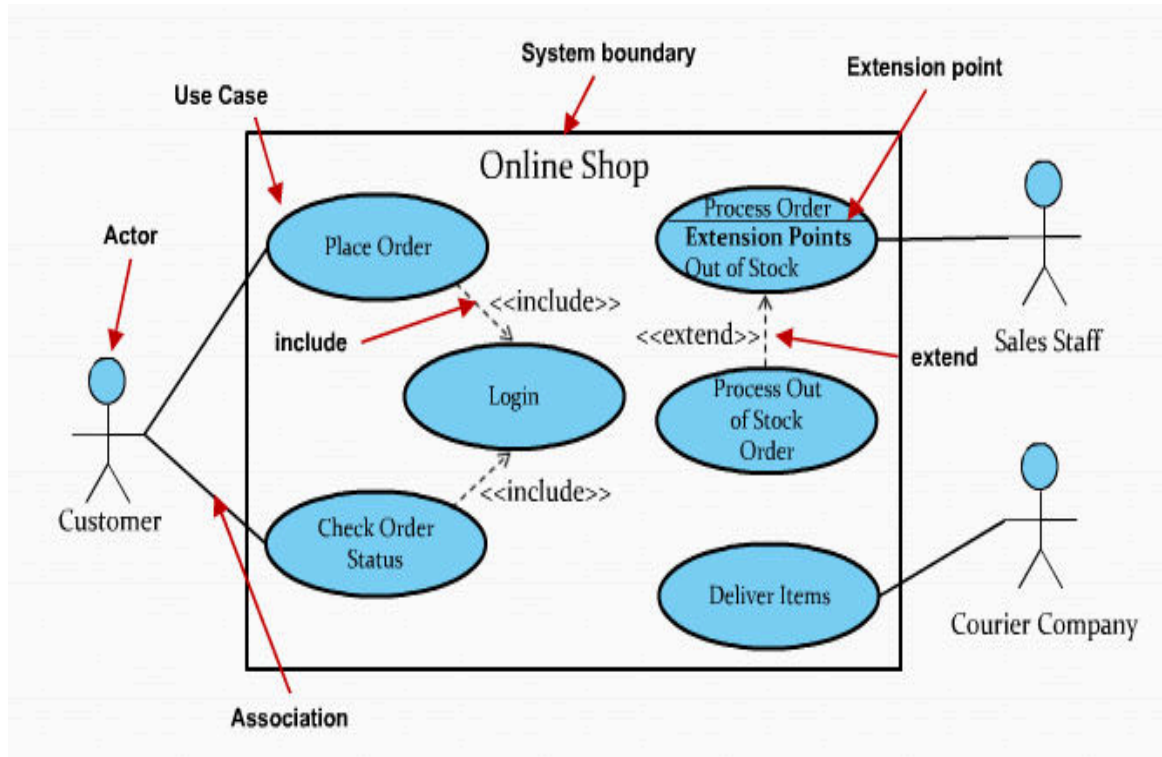 System boundary
Extension point
Use Case
Online Shop
Actor
Place Order
Process Order
Extension Points
Out of Stock
<<include>>
include
<<extend>>
extend
Sales Staff
Login
Process Out
of Stock
Order
<<include>>
Customer
Check Order
Status
Deliver Items
Courier Company
Association